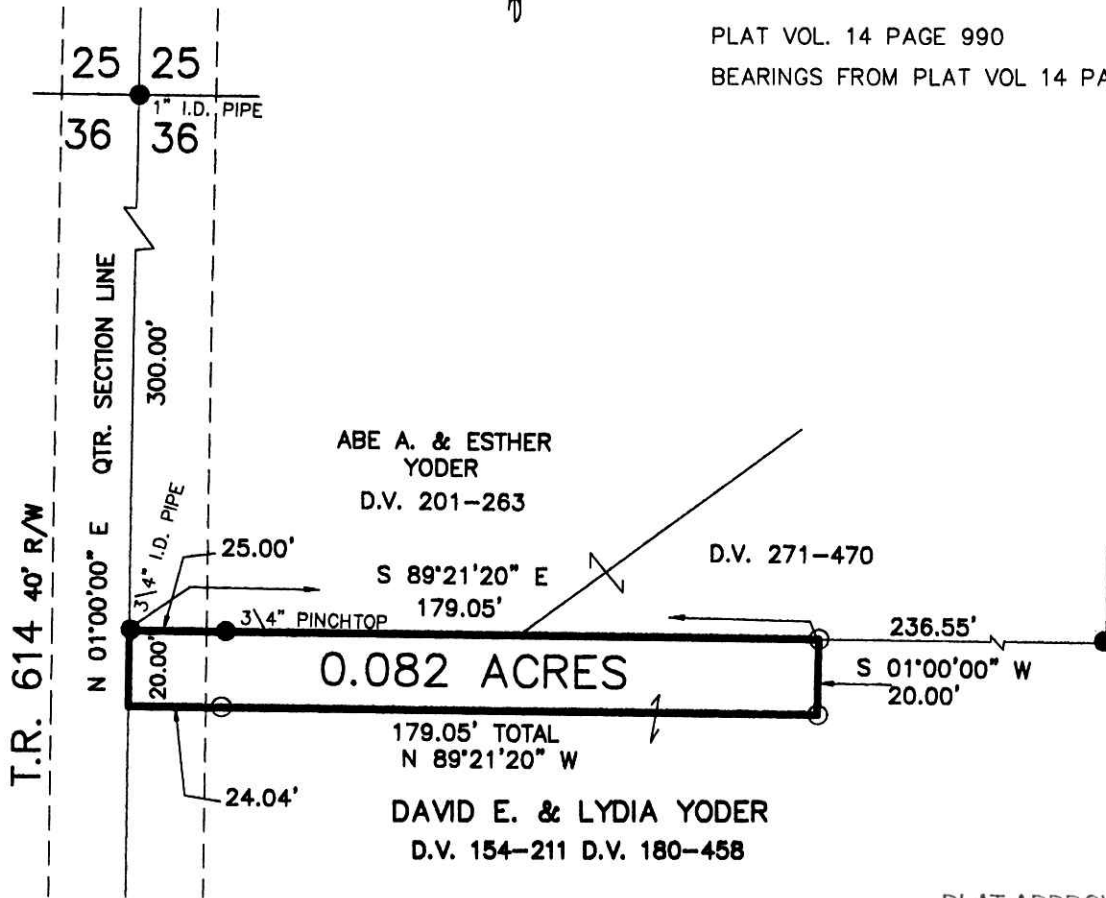 PLAT VOL. 14 PAGE 990
BEARINGS FROM PLAT VOL 14
25 25
1" I.D. PIPE
36 36
QTR. SECTION LINE
N 01°00'00" E
300.00'
T.R. 614 40' R/W
ABE A. & ESTHER
YODER
D.V. 201-263
3\4" I.D. PIPE
25.00'
S 89°21'20" E
179.05'
D.V. 271-470
3\4" PINCHTOP
236.55'
20.00'
0.082 ACRES
S 01°00'00" W
20.00'
179.05' TOTAL
N 89°21'20" W
24.04'
DAVID E. & LYDIA YODER
D.V. 154-211 D.V. 180-458